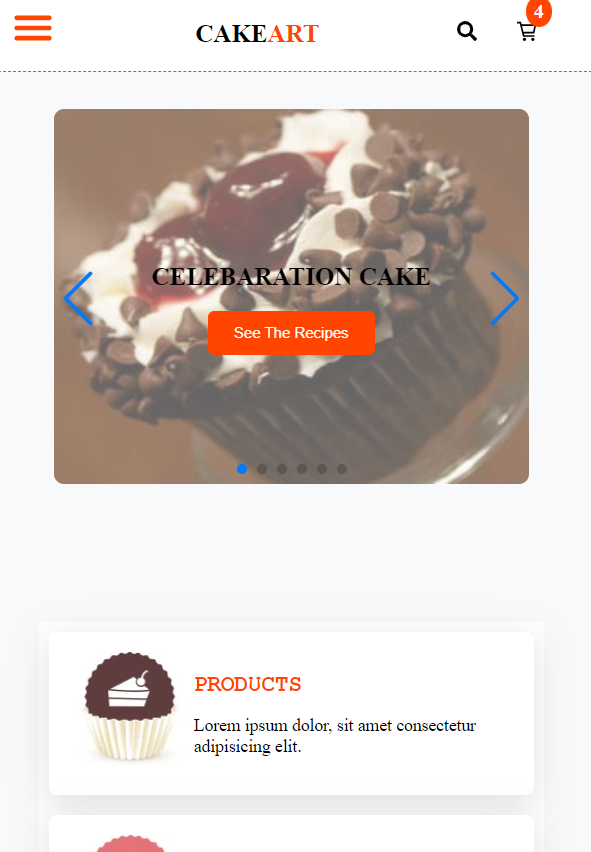 CAKEART
4
CELEBARATION CAKE
See The Recipes
PRODUCTS
Lorem ipsum dolor, sit amet consectetur
adipisicing elit.